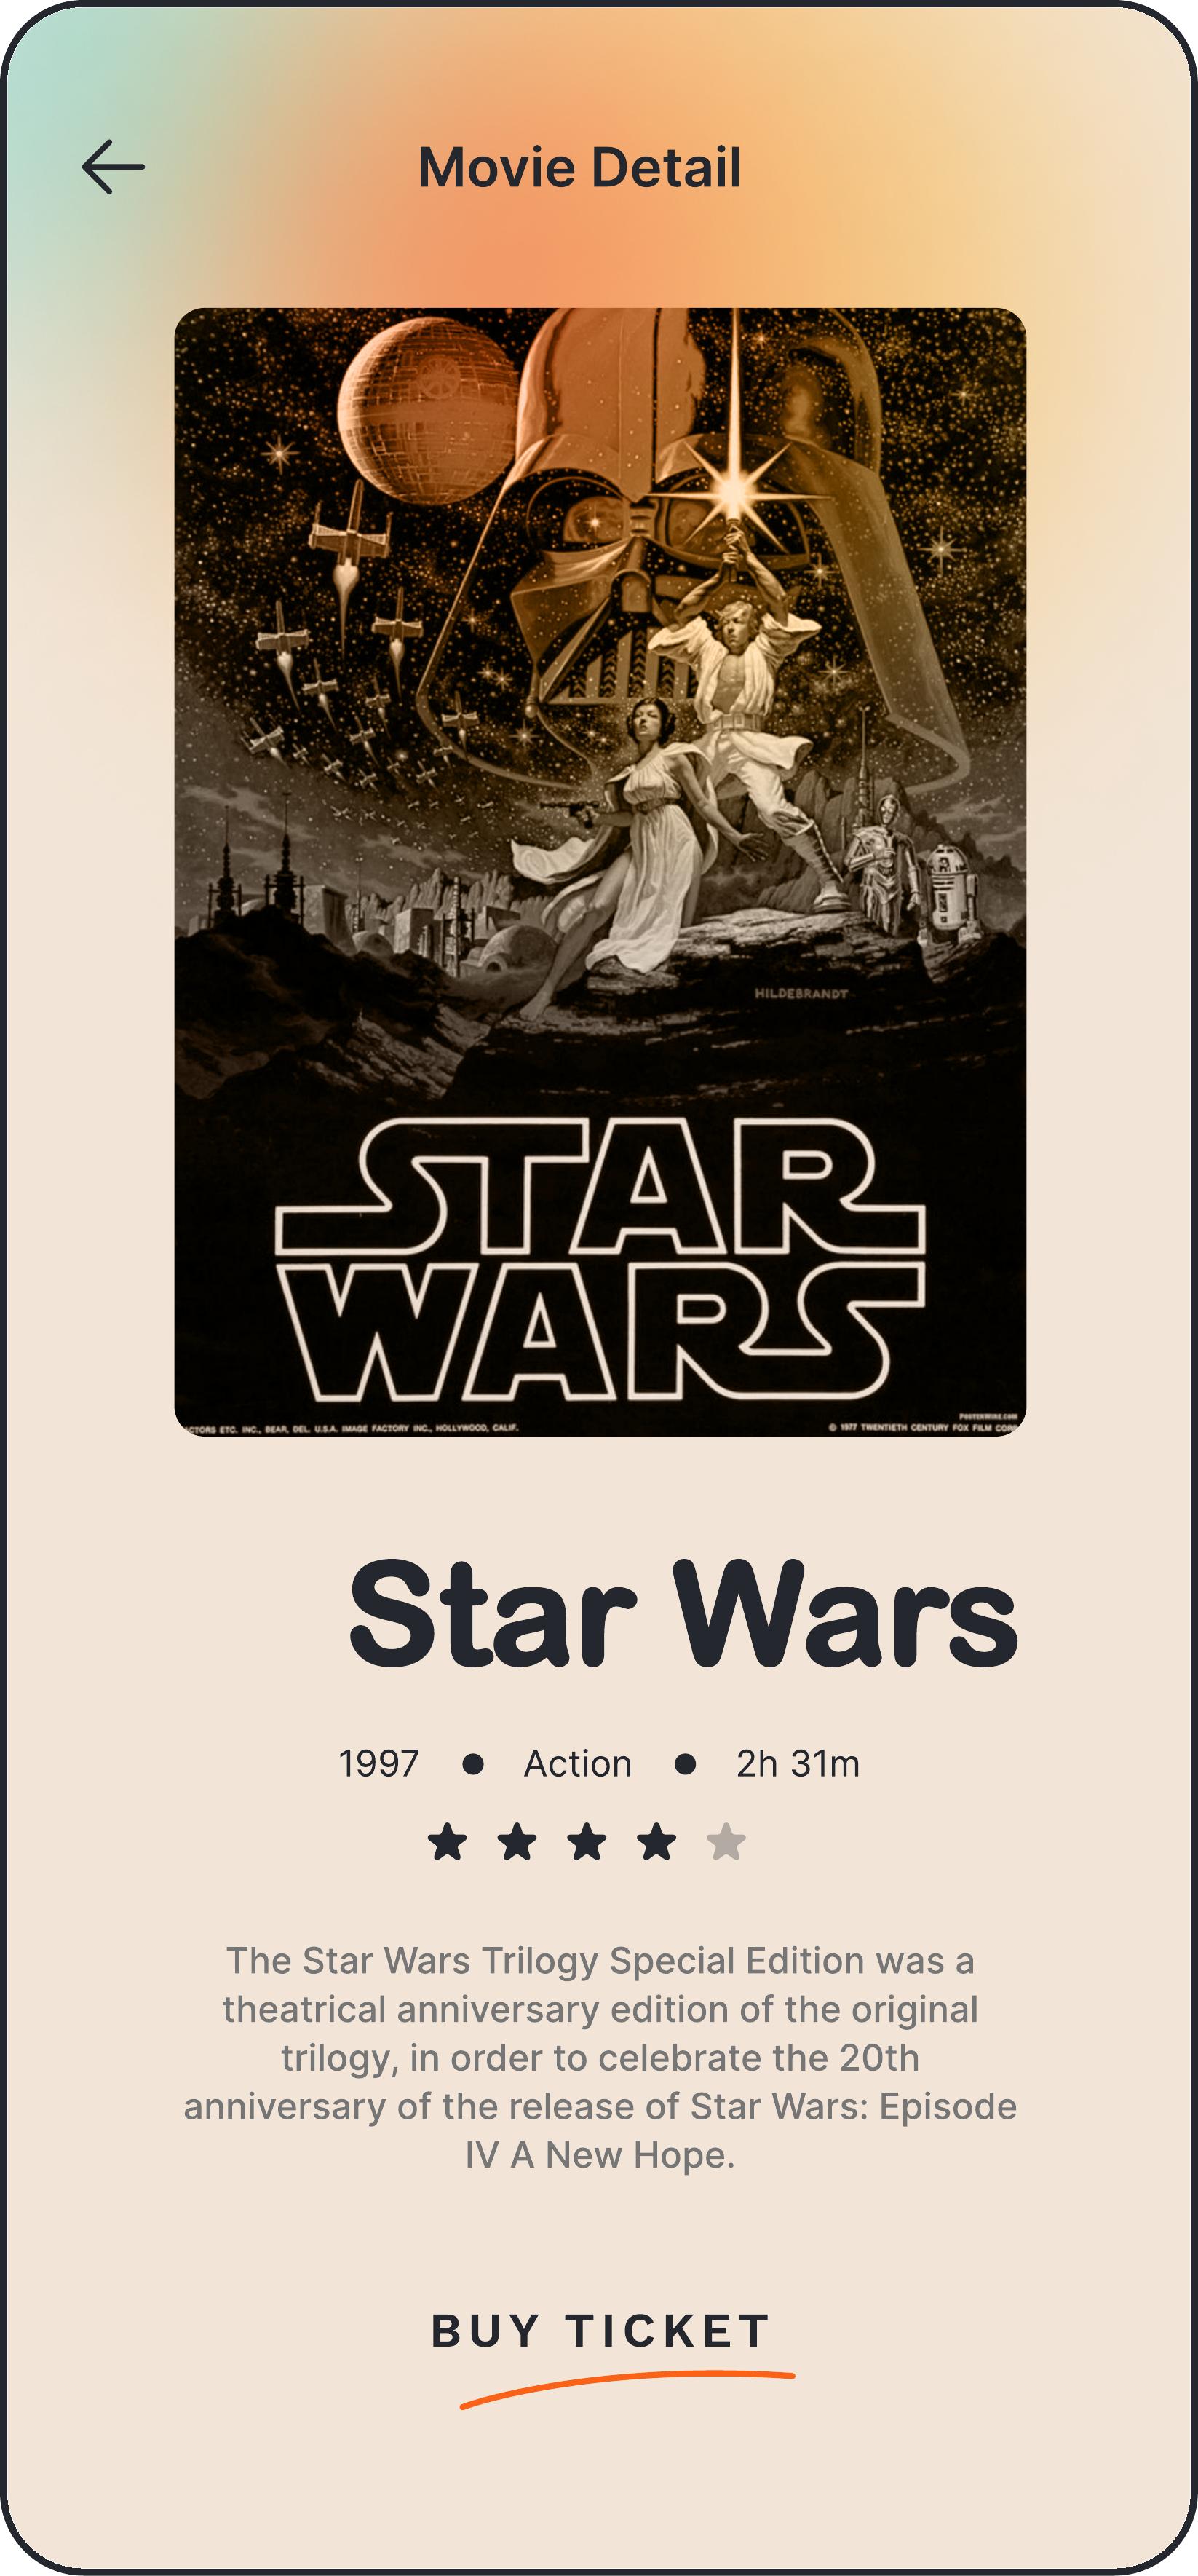 Movie Detail
HILDEBRANDT
STAR
WARS
POSTERWIRE.COM
CTORS ETC. INC., BEAR, DEL. U.S.A. IMAGE FACTORY INC., HOLLYWOOD, CALIF.
© 1977 TWENTIETH CENTURY FOX FILM CORP
Star Wars
1997 ● Action ● 2h 31m
The Star Wars Trilogy Special Edition was a
theatrical anniversary edition of the original
trilogy, in order to celebrate the 20th
anniversary of the release of Star Wars: Episode
IV A New Hope.
BUY TICKET